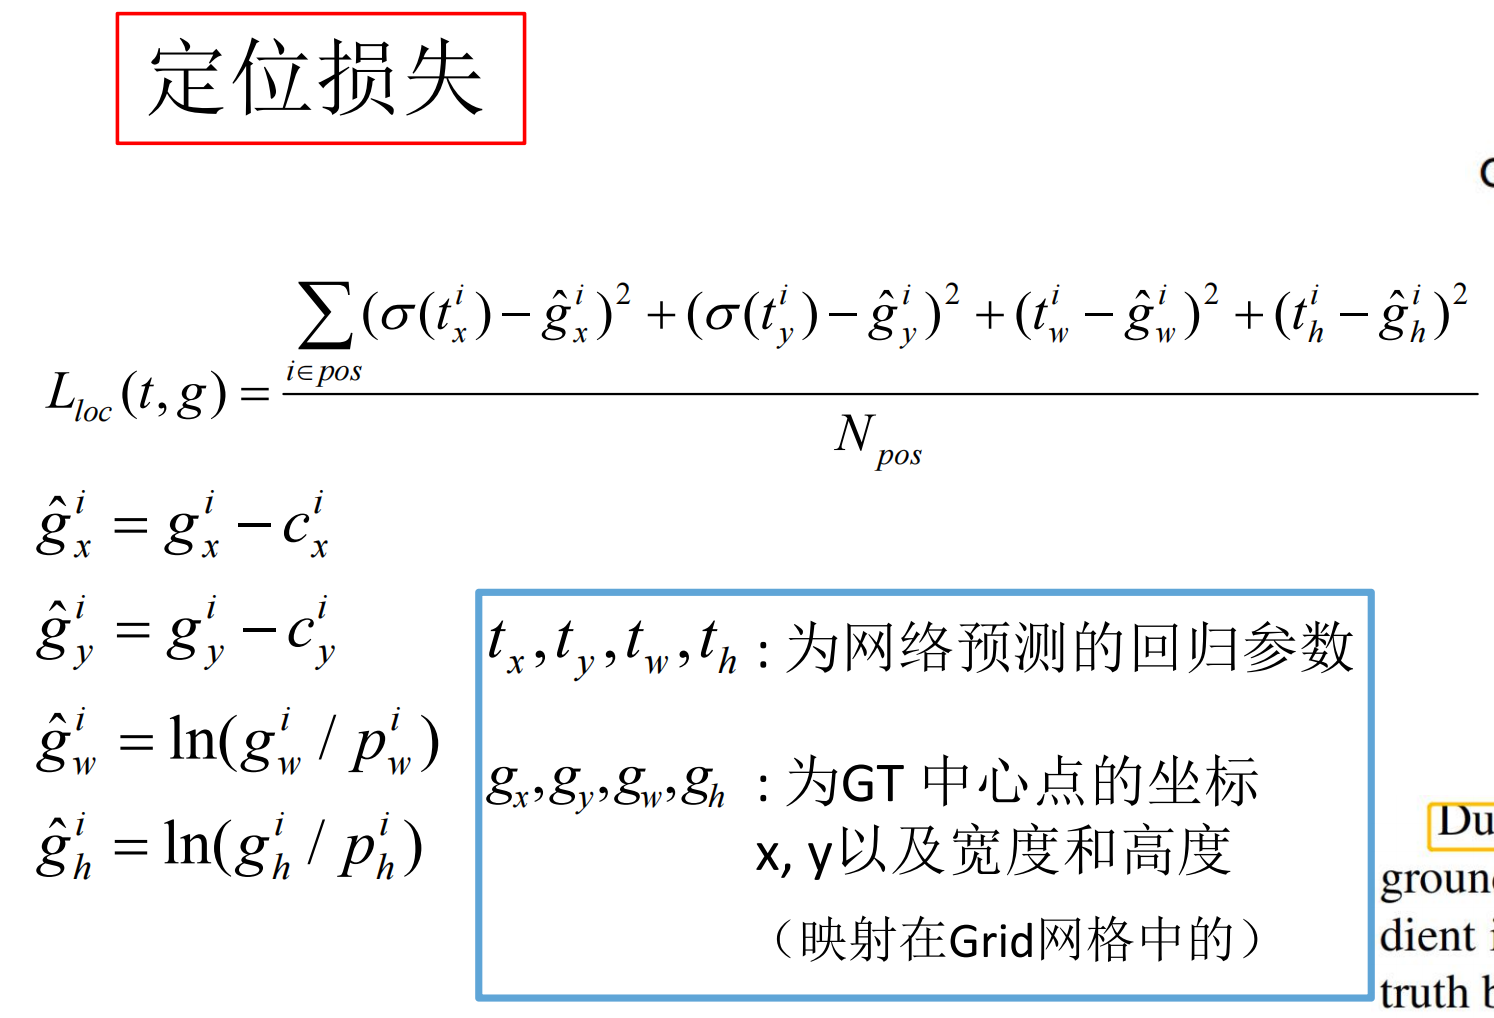 定位损失
L_{loc}(t,g) = \frac{\sum_{i \in pos} (\sigma(t_x^i) - \hat{g}_x^i)^2 + (\sigma(t_y^i) - \hat{g}_y^i)^2 + (t_w^i - \hat{g}_w^i)^2 + (t_h^i - \hat{g}_h^i)^2}{N_{pos}}
\hat{g}_x^i = g_x^i - c_x^i
\hat{g}_y^i = g_y^i - c_y^i
\hat{g}_w^i = \ln(g_w^i / p_w^i)
\hat{g}_h^i = \ln(g_h^i / p_h^i)
t_x, t_y, t_w, t_h : 为网络预测的回归参数
g_x, g_y, g_w, g_h : 为GT 中心点的坐标
x, y以及宽度和高度
（映射在Grid网格中的）
Du
groun
dient
truth